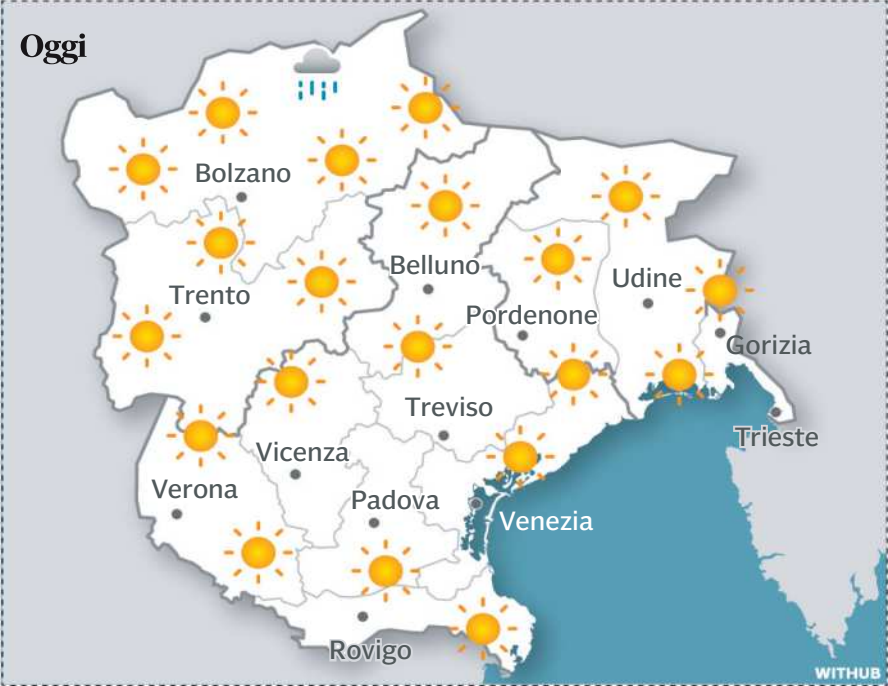 Oggi
Bolzano
Belluno
Trento
Udine
Pordenone
Gorizia
Treviso
Trieste
Vicenza
Verona
Padova
Venezia
Rovigo
WITHUB